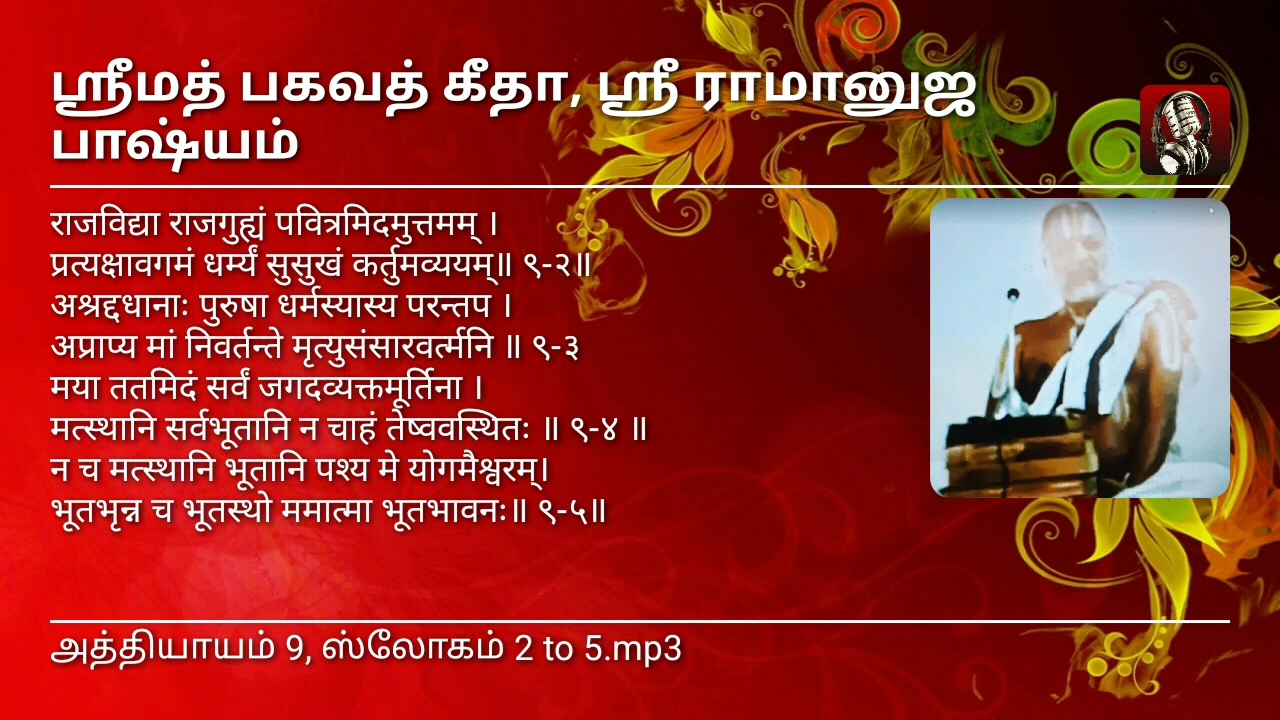 ஸ்ரீமத் பகவத் கீதா, ஸ்ரீ ராமானுஜ
பாஷ்யம்
राजविद्या राजगुह्यं पवित्रमिदमुत्तमम् ।
प्रत्यक्षावगमं धर्म्यं सुसुखं कर्तुमव्ययम्॥ ९-२॥
अश्रद्दधानाः पुरुषा धर्मस्यास्य परन्तप ।
अप्राप्य मां निवर्तन्ते मृत्युसंसारवर्त्मनि ॥ ९-३
मया ततमिदं सर्वं जगदव्यक्तमूर्तिना ।
मत्स्थानि सर्वभूतानि न चाहं तेष्ववस्थितः ॥ ९-४ ॥
न च मत्स्थानि भूतानि पश्य मे योगमैश्वरम्।
भूतभृन्न च भूतस्थो ममात्मा भूतभावनः॥ ९-५॥
அத்தியாயம் 9, ஸ்லோகம் 2 to 5.mp3